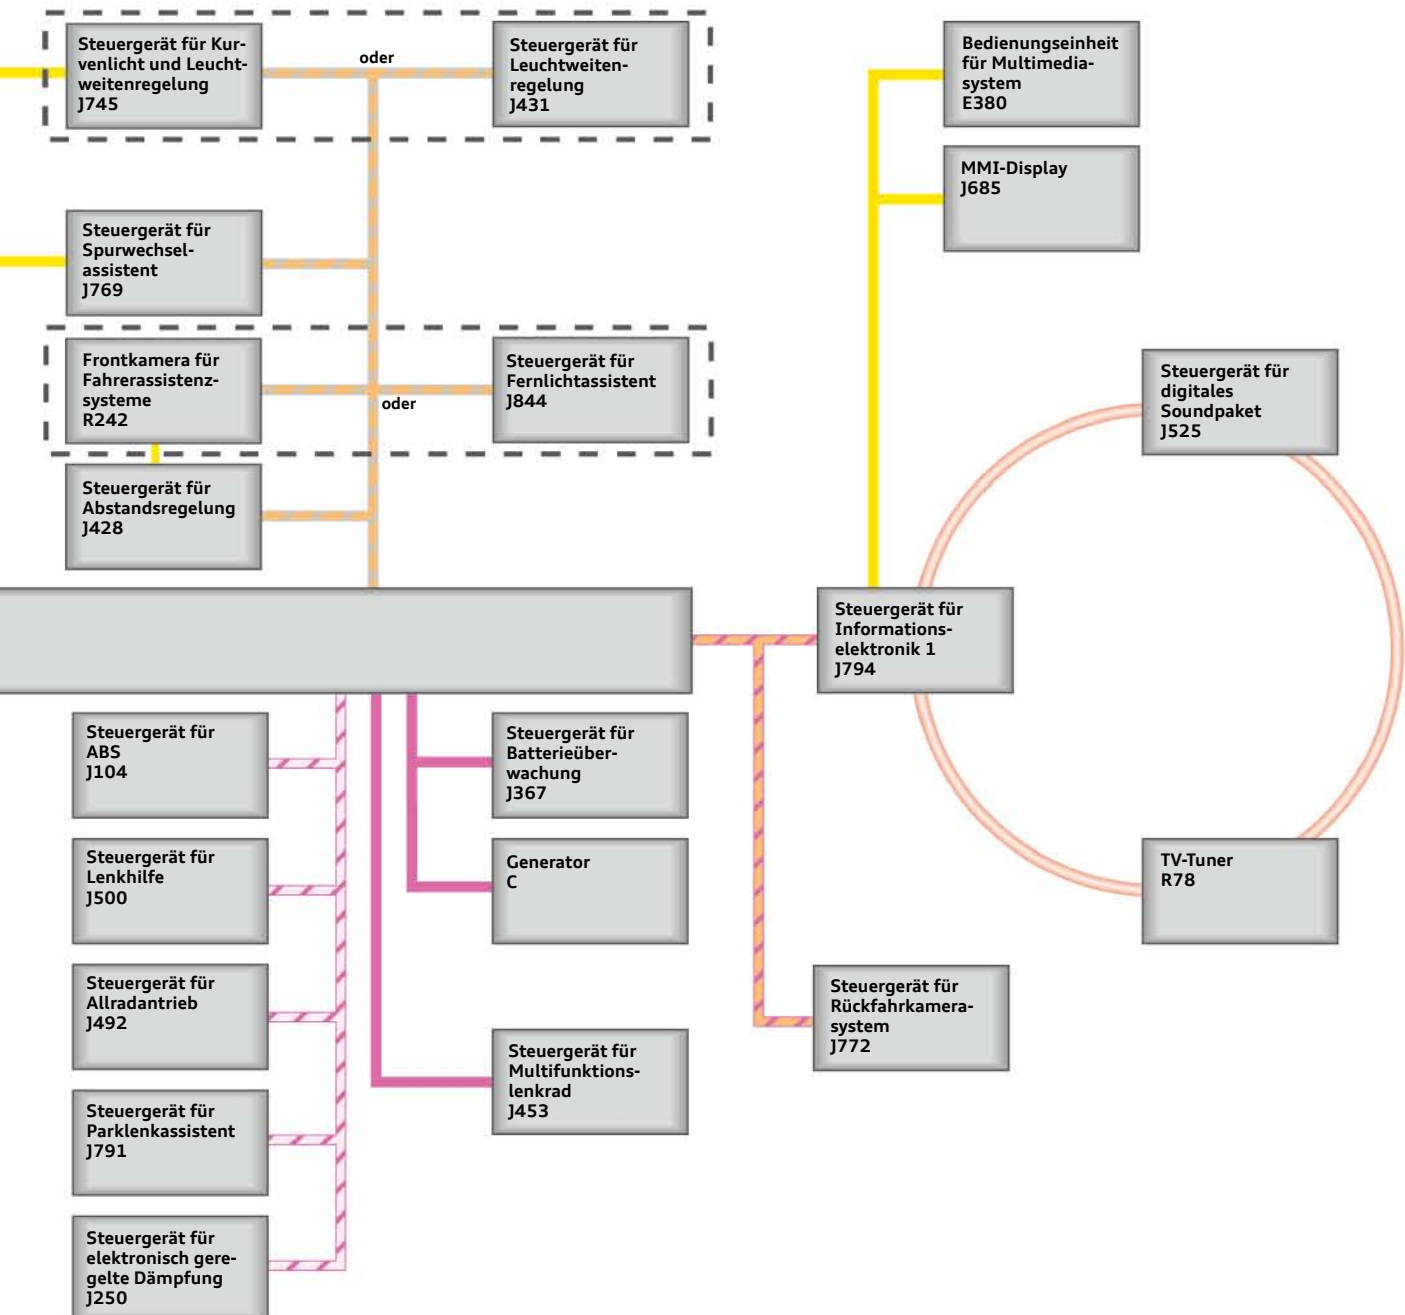 Steuergerät für Kur-
venlicht und Leucht-
weitenregelung
J745
oder
Steuergerät für
Leuchtweiten-
regelung
J431
Bedienungseinheit
für Multimedia-
system
E380
MMI-Display
J685
Steuergerät für
Spurwechsel-
assistent
J769
Frontkamera für
Fahrerassistenz-
systeme
R242
oder
Steuergerät für
Fernlichtassistent
J844
Steuergerät für
digitales
Soundpaket
J525
Steuergerät für
Abstandsregelung
J428
Steuergerät für
Informations-
elektronik 1
J794
Steuergerät für
ABS
J104
Steuergerät für
Batterieüber-
wachung
J367
Steuergerät für
Lenkhilfe
J500
Generator
C
TV-Tuner
R78
Steuergerät für
Allradantrieb
J492
Steuergerät für
Rückfahrkamera-
system
J772
Steuergerät für
Multifunktions-
lenkrad
J453
Steuergerät für
Parklenkassistent
J791
Steuergerät für
elektronisch gere-
gelte Dämpfung
J250